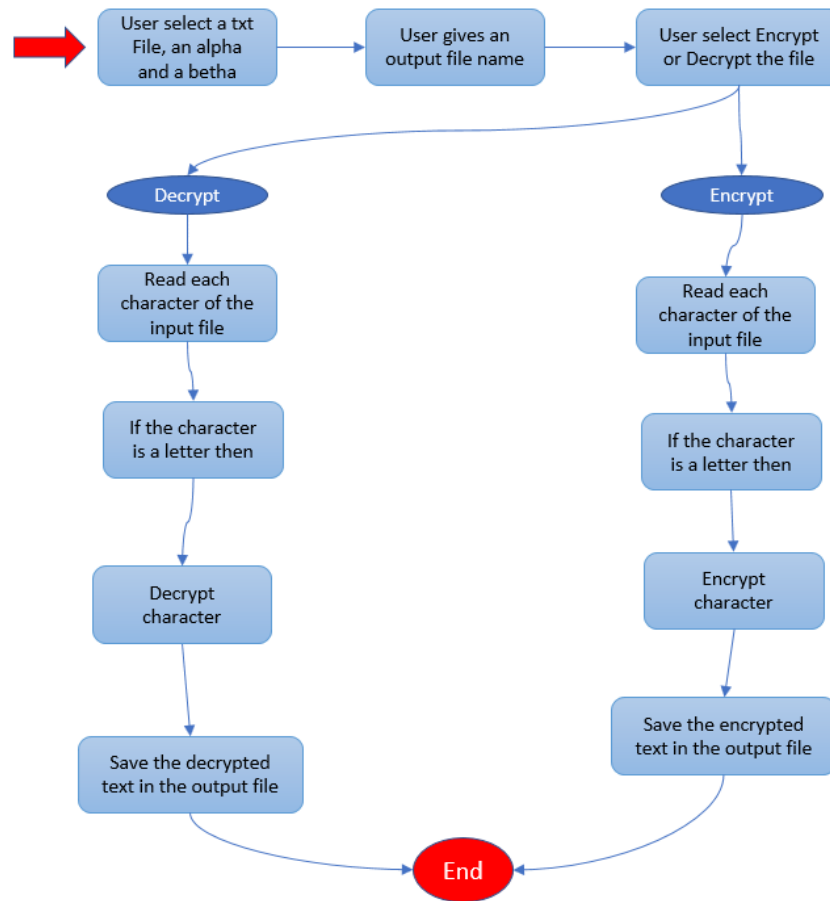 User select a txt
File, an alpha
and a betha
User gives an
output file name
User select Encrypt
or Decrypt the file
Decrypt
Encrypt
Read each
character of the
input file
Read each
character of the
input file
If the character
is a letter then
If the character
is a letter then
Decrypt
character
Encrypt
character
Save the decrypted
text in the output file
Save the encrypted
text in the output file
End